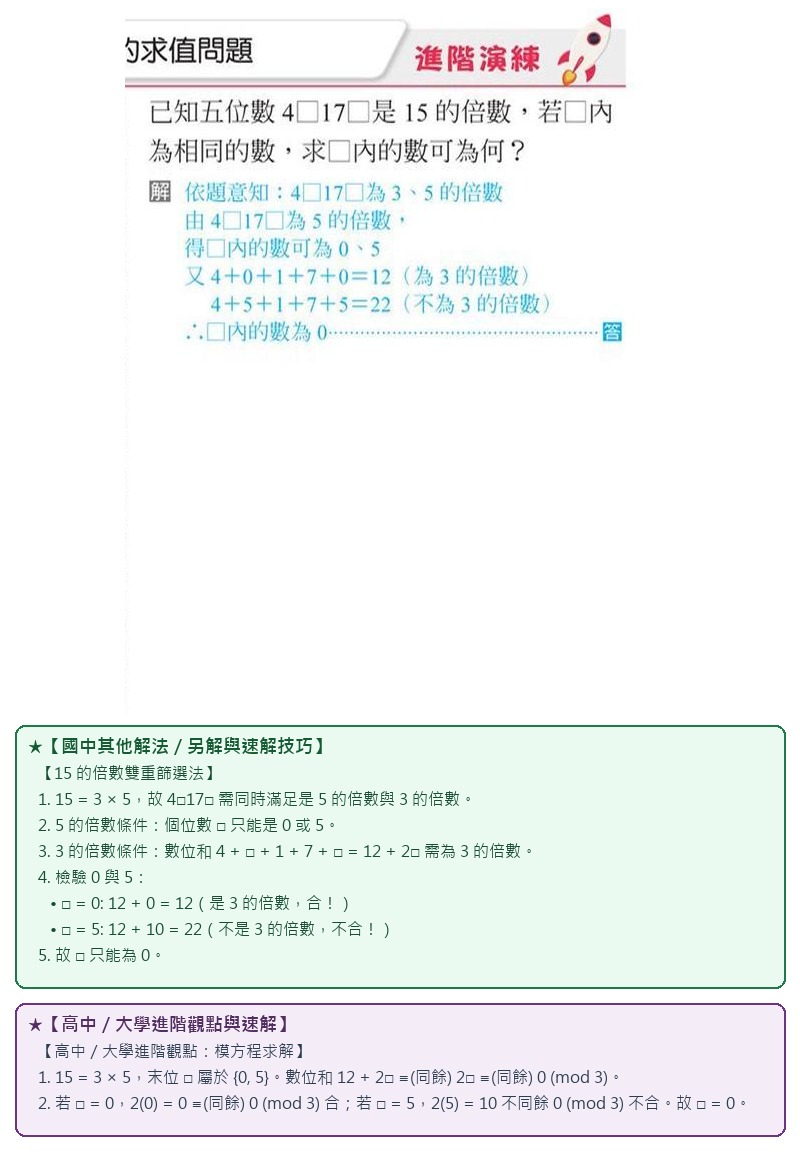 的求值問題
進階演練
已知五位數 4□17□是 15 的倍數，若□內
為相同的數，求□內的數可為何？
解 依題意知：4□17□為 3、5 的倍數
由 4□17□為 5 的倍數，
得□內的數可為 0、5
又 4＋0＋1＋7＋0＝12（為 3 的倍數）
4＋5＋1＋7＋5＝22（不為 3 的倍數）
∴□內的數為 0⋯⋯⋯⋯⋯⋯⋯⋯⋯⋯⋯⋯⋯⋯⋯⋯ 答
★【國中其他解法 / 另解與速解技巧】
【15 的倍數雙重篩選法】
1. 15 = 3 × 5，故 4□17□ 需同時滿足是 5 的倍數與 3 的倍數。
2. 5 的倍數條件：個位數 □ 只能是 0 或 5。
3. 3 的倍數條件：數位和 4 + □ + 1 + 7 + □ = 12 + 2□ 需為 3 的倍數。
4. 檢驗 0 與 5：
• □ = 0: 12 + 0 = 12（是 3 的倍數，合！）
• □ = 5: 12 + 10 = 22（不是 3 的倍數，不合！）
5. 故 □ 只能為 0。
★【高中 / 大學進階觀點與速解】
【高中 / 大學進階觀點：模方程求解】
1. 15 = 3 × 5，末位 □ 屬於 {0, 5}。數位和 12 + 2□ ≡(同餘) 2□ ≡(同餘) 0 (mod 3)。
2. 若 □ = 0，2(0) = 0 ≡(同餘) 0 (mod 3) 合；若 □ = 5，2(5) = 10 不同餘 0 (mod 3) 不合。故 □ = 0。